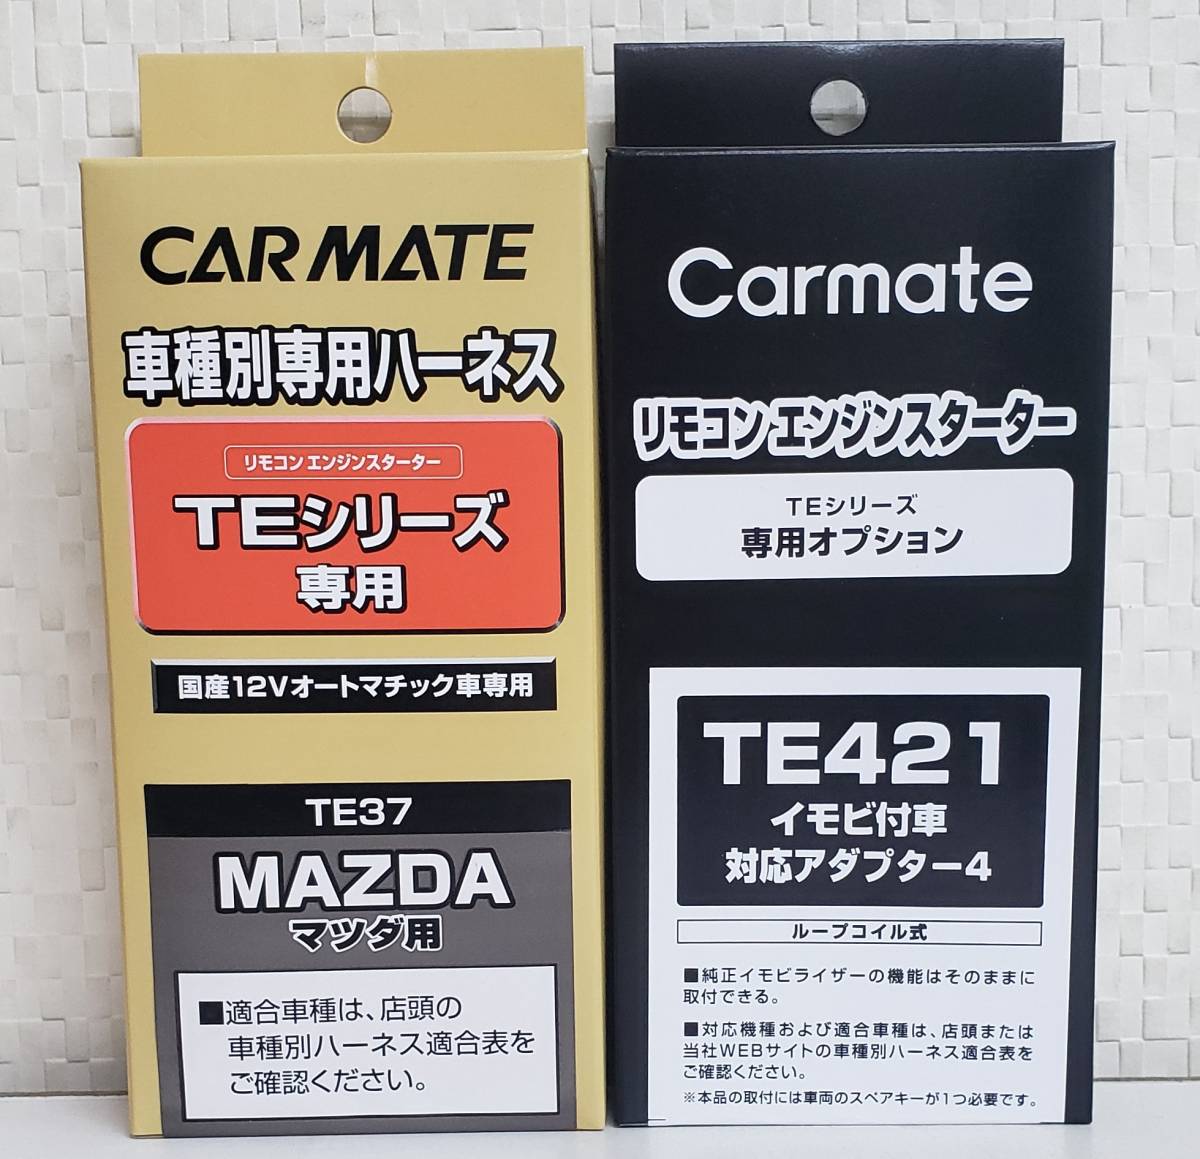 CARMATE
車種別専用ハーネス
リモコン エンジンスターター
TEシリーズ
専用
国産12Vオートマチック車専用
TE37
MAZDA
マツダ用
■適合車種は、店頭の
車種別ハーネス適合表を
ご確認ください。
Carmate
リモコン エンジンスターター
TEシリーズ
専用オプション
TE421
イモビ付車
対応アダプター4
ループコイル式
■純正イモビライザーの機能はそのままに
取付できる。
■対応機種および適合車種は、店頭または
当社WEBサイトの車種別ハーネス適合表を
ご確認ください。
※本品の取付には車両のスペアキーが1つ必要です。